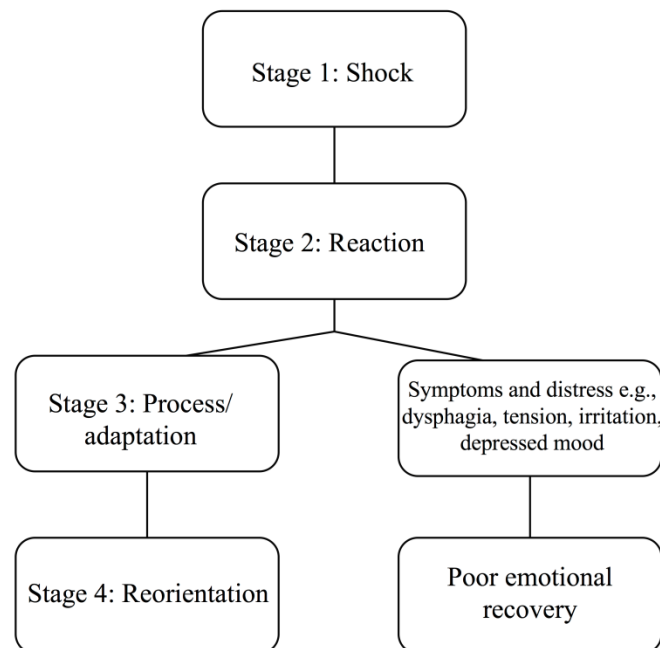 Stage 1: Shock
Stage 2: Reaction
Stage 3: Process/
adaptation
Symptoms and distress e.g.,
dysphagia, tension, irritation,
depressed mood
Stage 4: Reorientation
Poor emotional
recovery